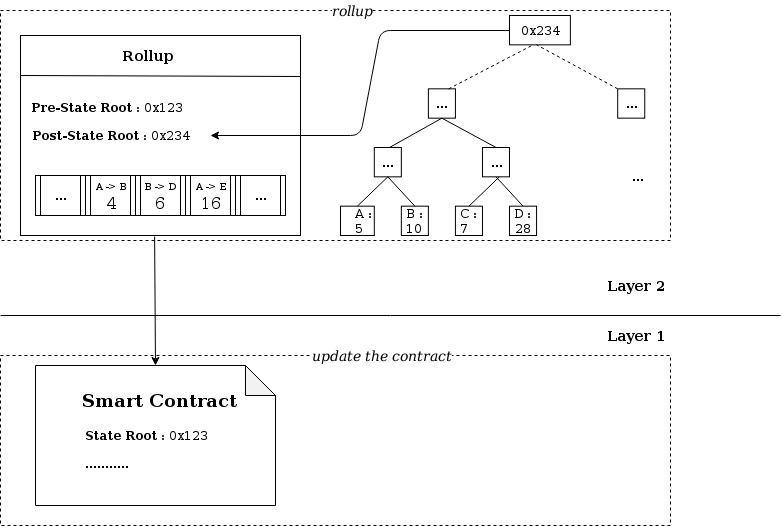 rollup
Rollup
Pre-State Root : 0x123
Post-State Root : 0x234
... A -> B B -> D A -> E ...
4 6 16
0x234
... ...
... ...
...
A : B : C : D :
5 10 7 28
Layer 2
Layer 1
update the contract
Smart Contract
State Root : 0x123
...........